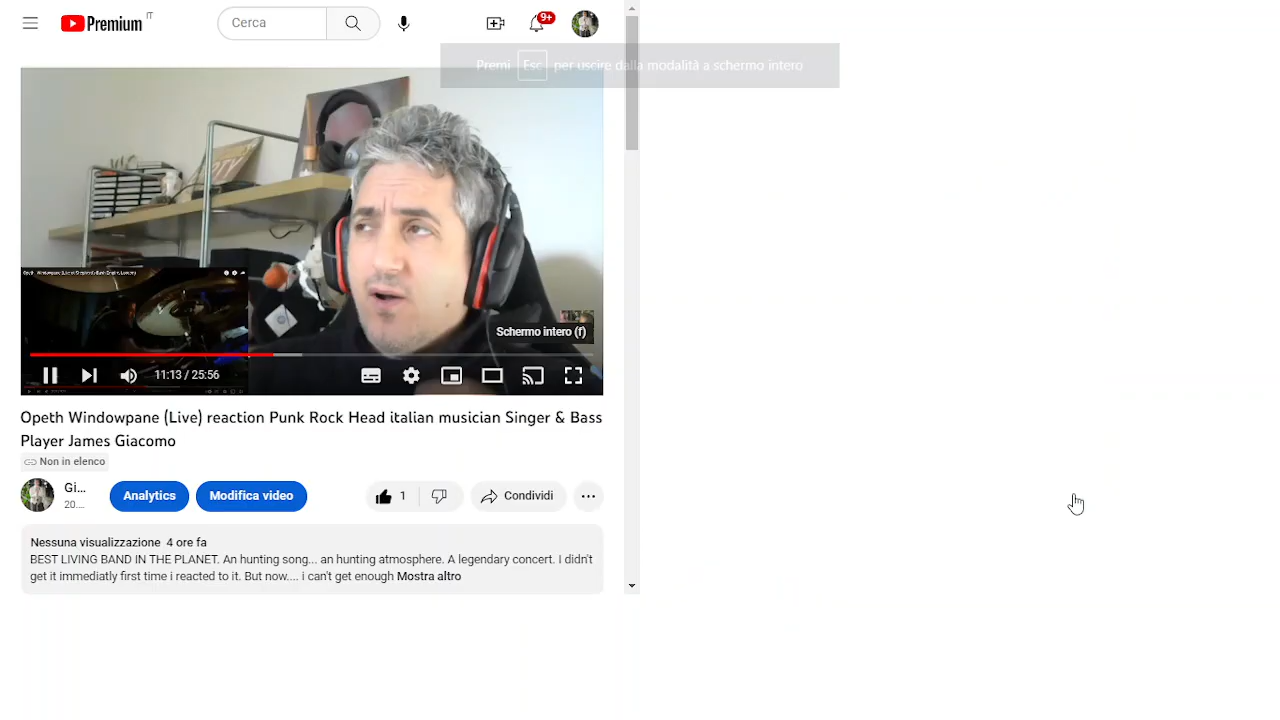 Premium IT
Cerca
9+
Premi Esc per uscire dalla modalità a schermo intero
Schermo intero (f)
11:13 / 25:56
Opeth Windowpane (Live) reaction Punk Rock Head italian musician Singer & Bass
Player James Giacomo
Non in elenco
Gi...
20....
Analytics
Modifica video
1
Condividi
Nessuna visualizzazione 4 ore fa
BEST LIVING BAND IN THE PLANET. An hunting song... an hunting atmosphere. A legendary concert. I didn't
get it immediatly first time i reacted to it. But now.... i can't get enough Mostra altro